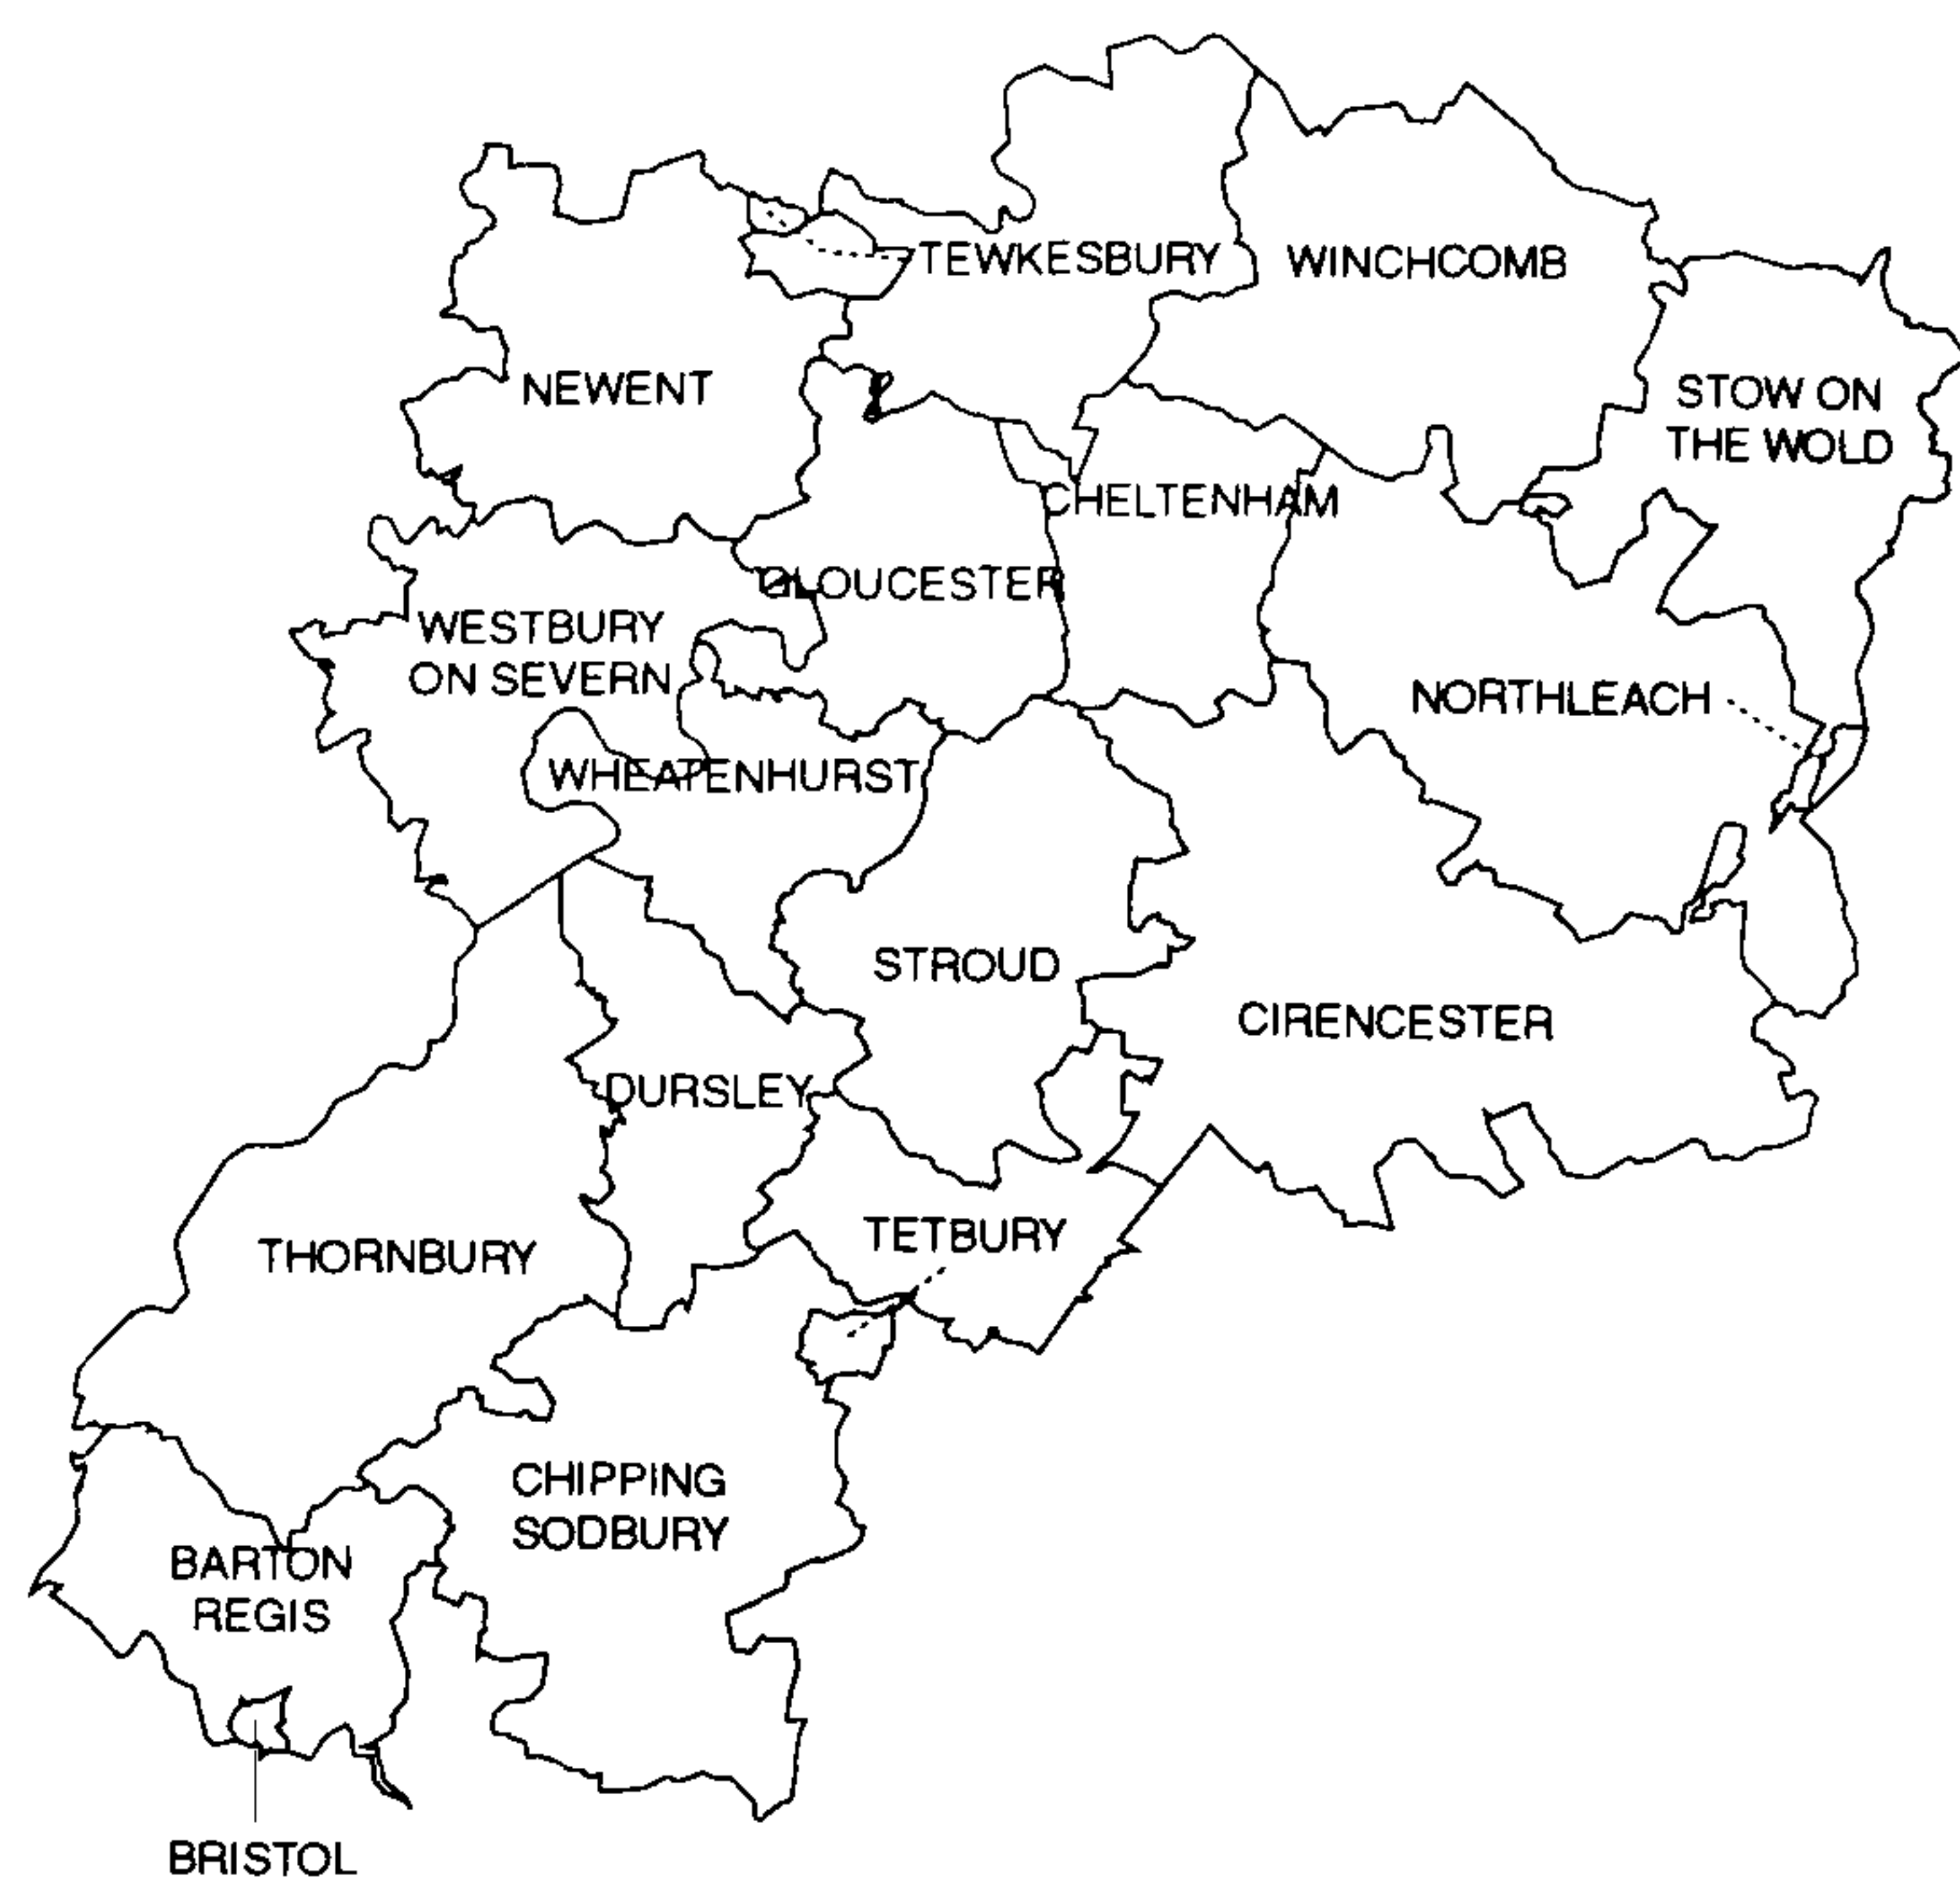 TEWKESBURY
WINCHCOMB
NEWENT
STOW ON
THE WOLD
CHELTENHAM
GLOUCESTER
WESTBURY
ON SEVERN
NORTHLEACH
WHEATENHURST
STROUD
CIRENCESTER
DURSLEY
TETBURY
THORNBURY
CHIPPING
SODBURY
BARTON
REGIS
BRISTOL